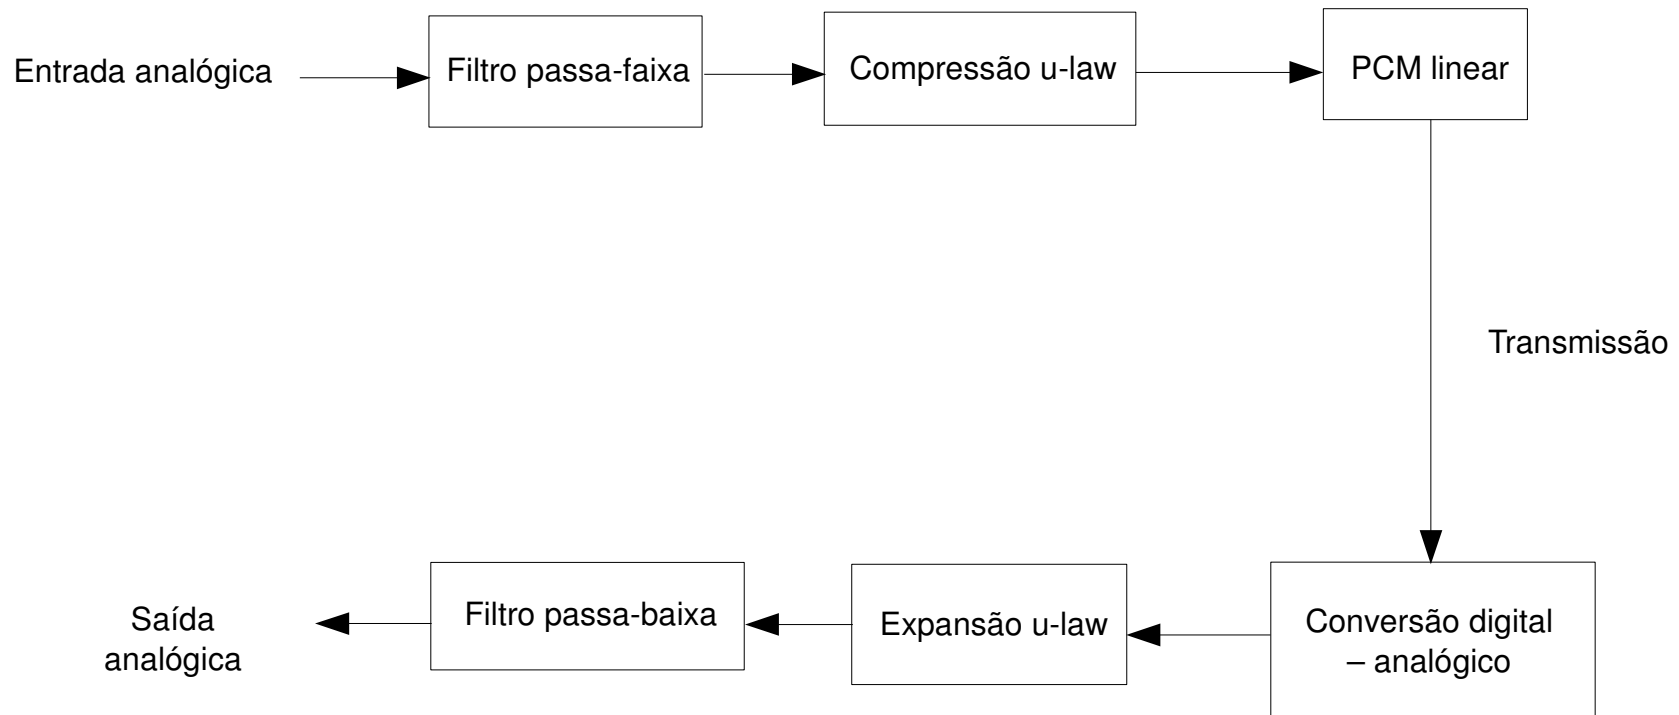 Entrada analógica
Filtro passa-faixa
Compressão u-law
PCM linear
Transmissão
Conversão digital
– analógico
Expansão u-law
Filtro passa-baixa
Saída
analógica